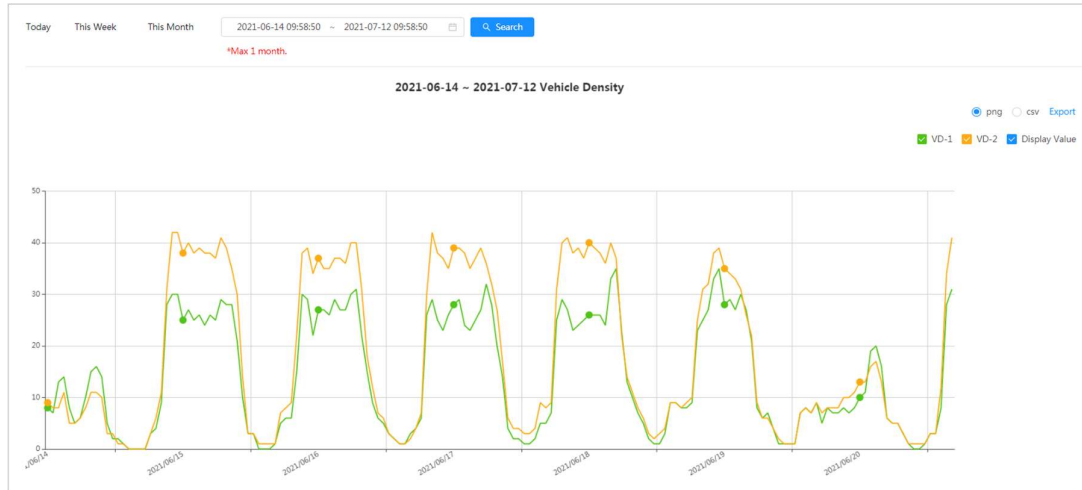 Today This Week This Month 2021-06-14 09:58:50 ~ 2021-07-12 09:58:50 Search
*Max 1 month.
2021-06-14 ~ 2021-07-12 Vehicle Density
png csv Export
VD-1 VD-2 Display Value
50
40
30
20
10
0
./06/14 2021/06/15 2021/06/16 2021/06/17 2021/06/18 2021/06/19 2021/06/20